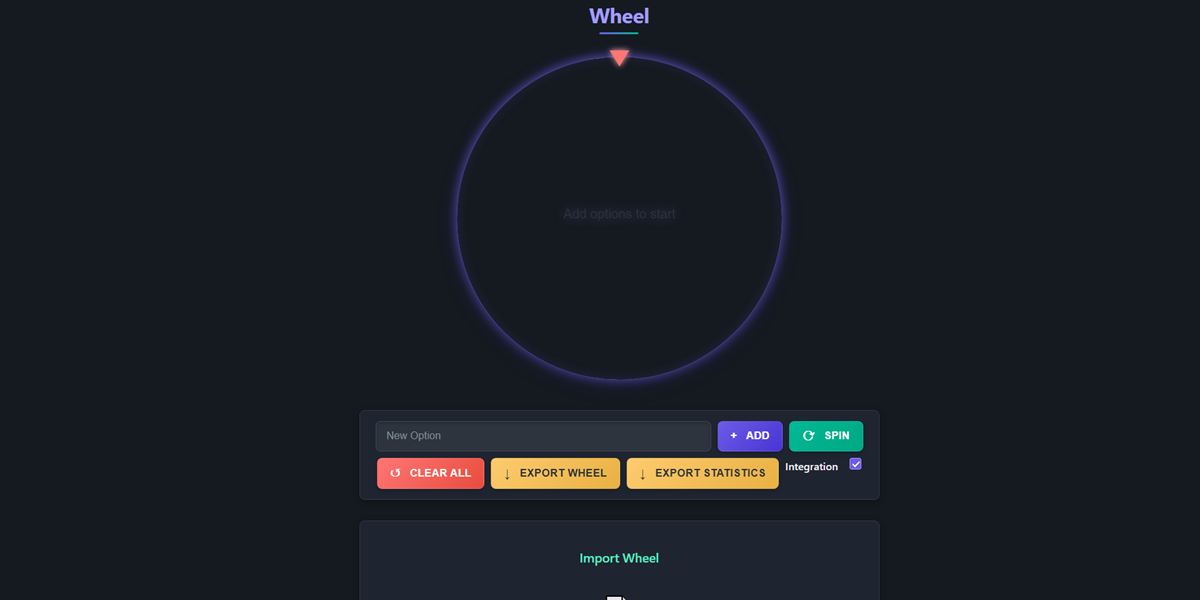 Wheel
Add options to start
New Option
+ ADD
SPIN
CLEAR ALL
↓ EXPORT WHEEL
↓ EXPORT STATISTICS
Integration
Import Wheel